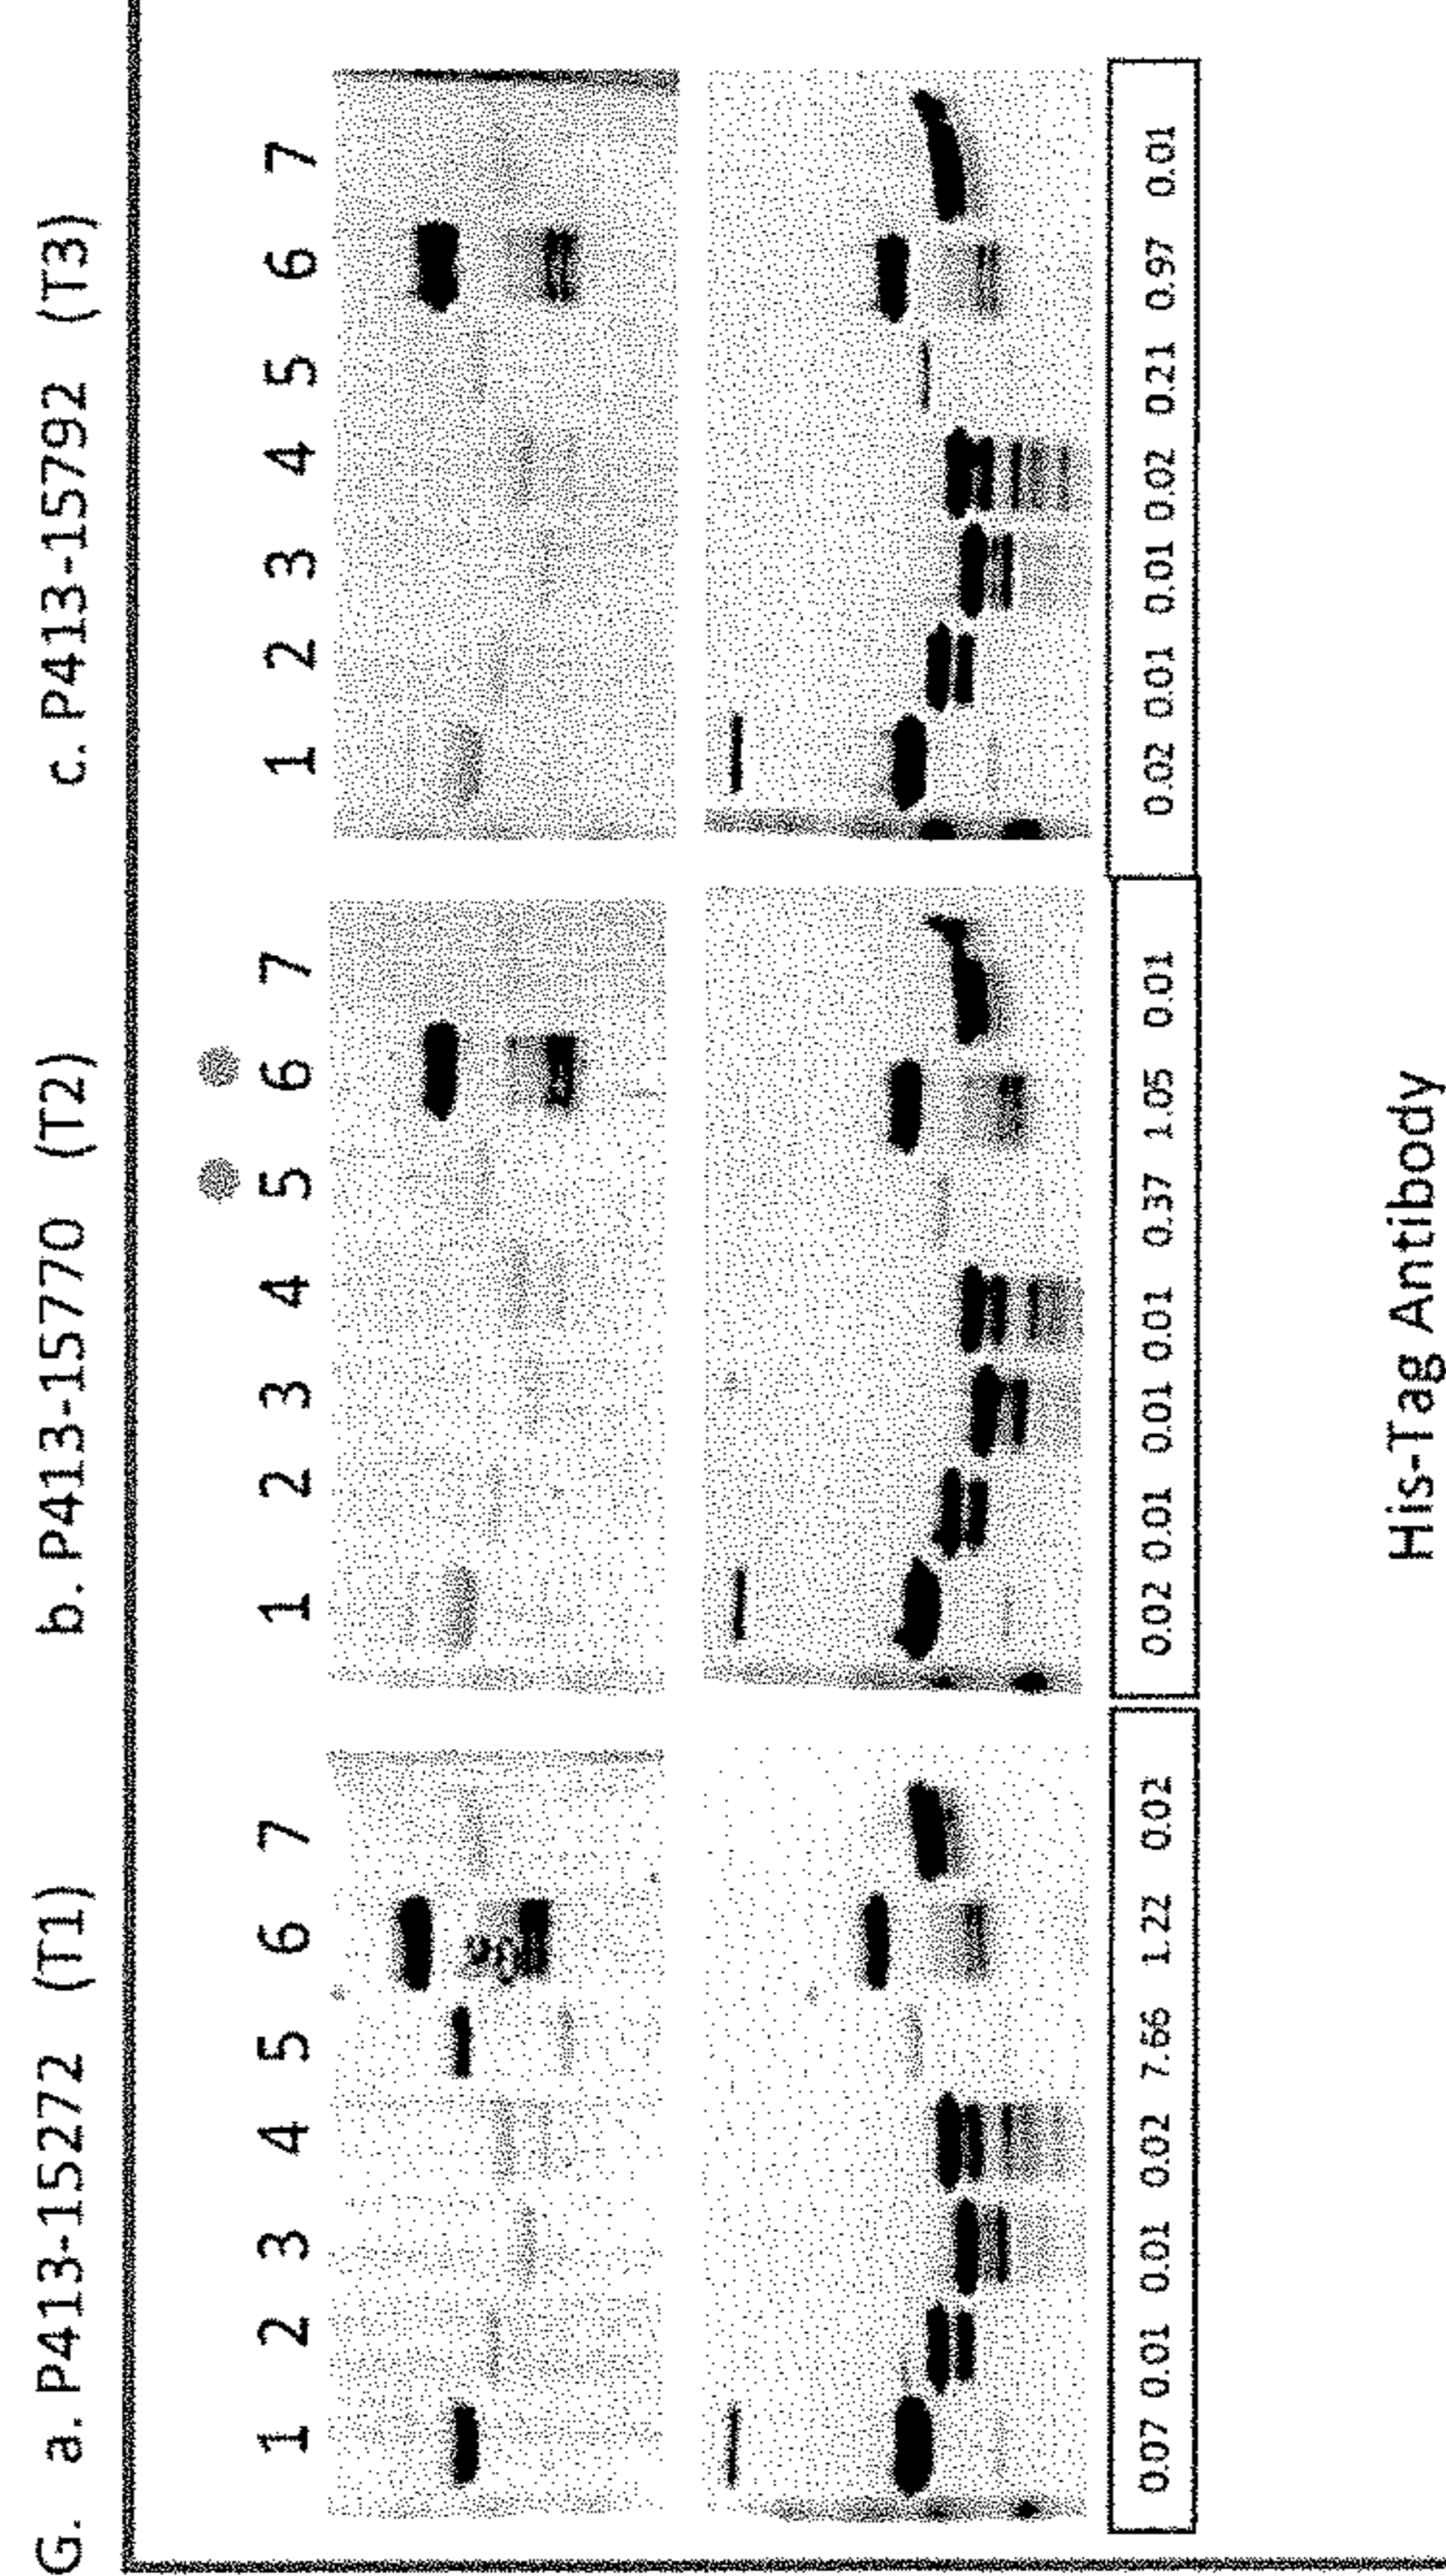 G. a. P413-15272 (T1) b. P413-15770 (T2) c. P413-15792 (T3)
1 2 3 4 5 6 7 1 2 3 4 5 6 7 1 2 3 4 5 6 7
0.07 0.01 0.01 0.02 7.66 1.22 0.02 0.02 0.01 0.01 0.01 0.37 1.05 0.01 0.02 0.01 0.01 0.02 0.21 0.97 0.01
His-Tag Antibody